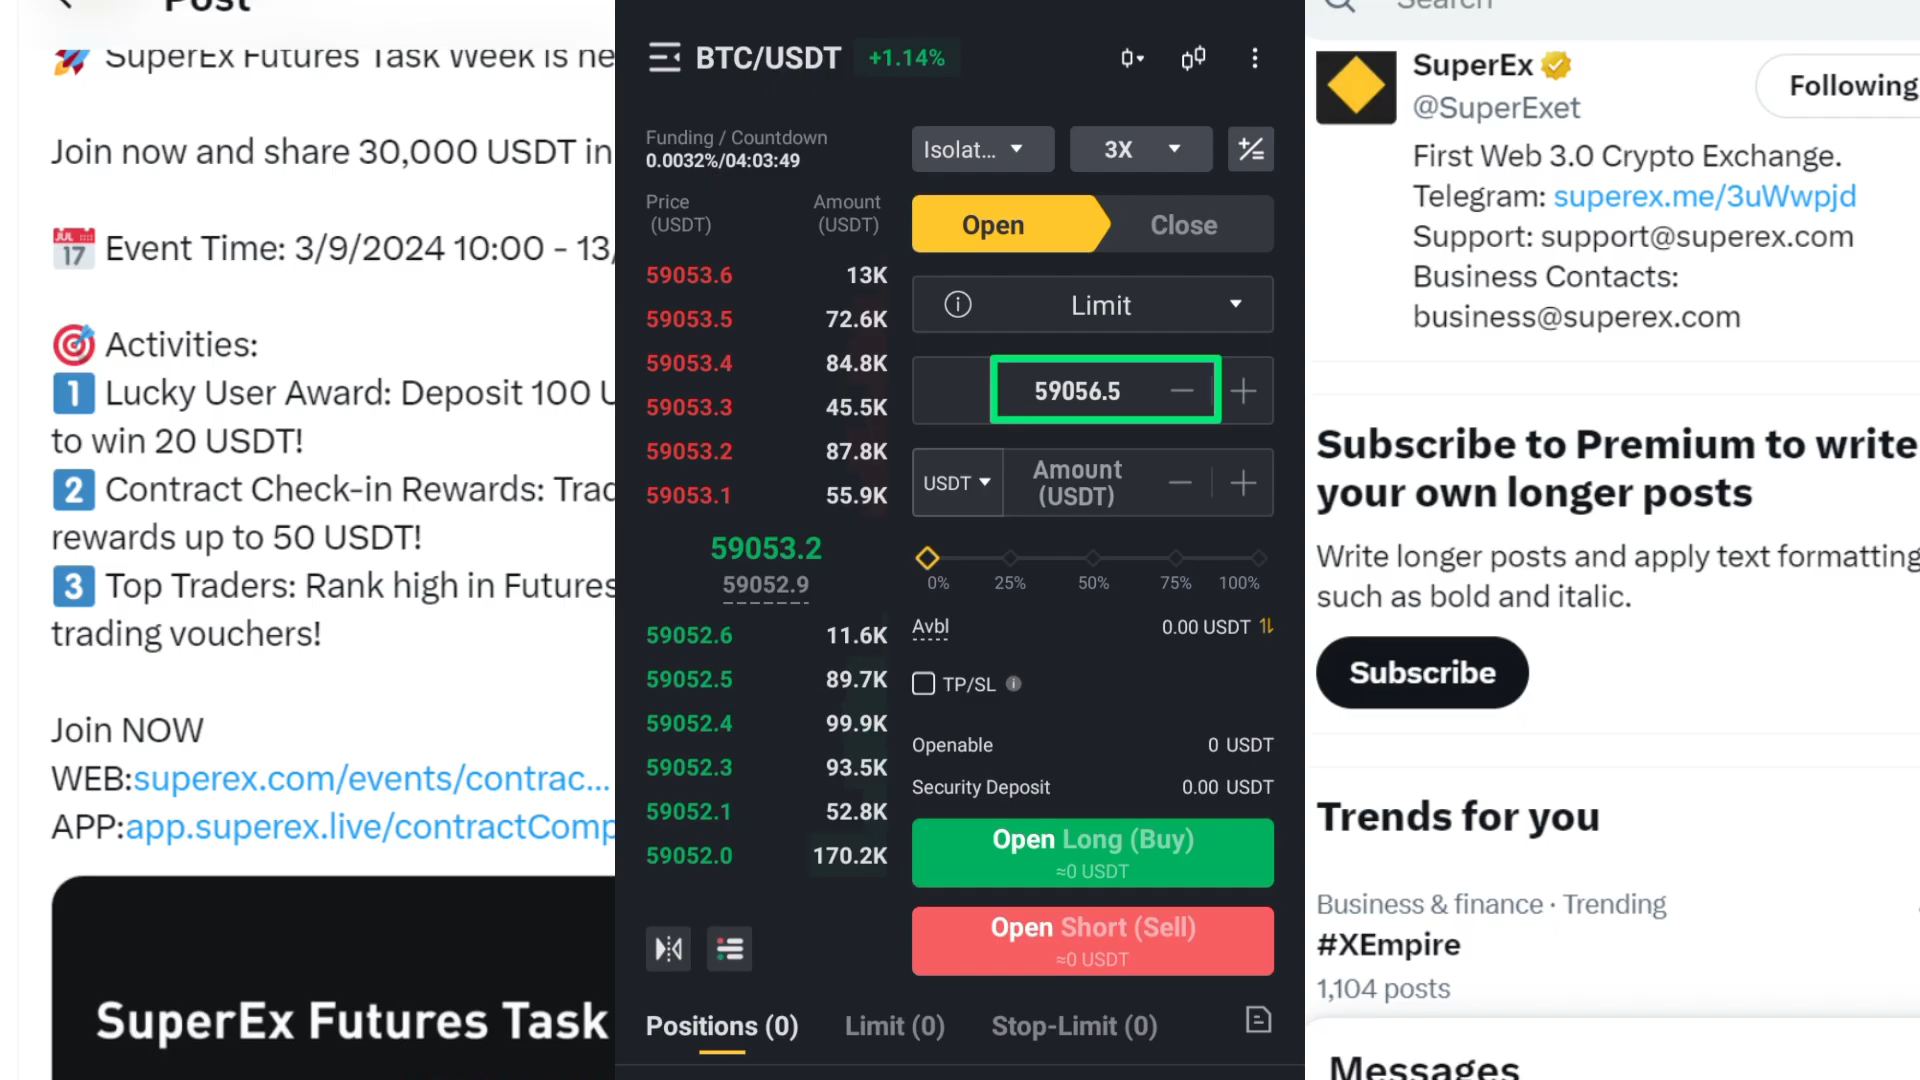 Post
🚀 SuperEx Futures Task Week is he
Join now and share 30,000 USDT in
📅 Event Time: 3/9/2024 10:00 - 13/
🎯 Activities:
1️⃣ Lucky User Award: Deposit 100 U
to win 20 USDT!
2️⃣ Contract Check-in Rewards: Trad
rewards up to 50 USDT!
3️⃣ Top Traders: Rank high in Futures
trading vouchers!
Join NOW
WEB:superex.com/events/contrac...
APP:app.superex.live/contractComp
SuperEx Futures Task
BTC/USDT +1.14%
Funding / Countdown
0.0032%/04:03:49
Isolat... 3X
Price (USDT) Amount (USDT)
59053.6 13K
59053.5 72.6K
59053.4 84.8K
59053.3 45.5K
59053.2 87.8K
59053.1 55.9K
59053.2
59052.9
59052.6 11.6K
59052.5 89.7K
59052.4 99.9K
59052.3 93.5K
59052.1 52.8K
59052.0 170.2K
Open Close
Limit
59056.5
USDT Amount (USDT)
0% 25% 50% 75% 100%
Avbl 0.00 USDT
TP/SL
Openable 0 USDT
Security Deposit 0.00 USDT
Open Long (Buy)
≈0 USDT
Open Short (Sell)
≈0 USDT
Positions (0) Limit (0) Stop-Limit (0)
Search
SuperEx
@SuperExet
Following
First Web 3.0 Crypto Exchange.
Telegram: superex.me/3uWwpjd
Support: support@superex.com
Business Contacts:
business@superex.com
Subscribe to Premium to write
your own longer posts
Write longer posts and apply text formatting
such as bold and italic.
Subscribe
Trends for you
Business & finance · Trending
#XEmpire
1,104 posts
Messages